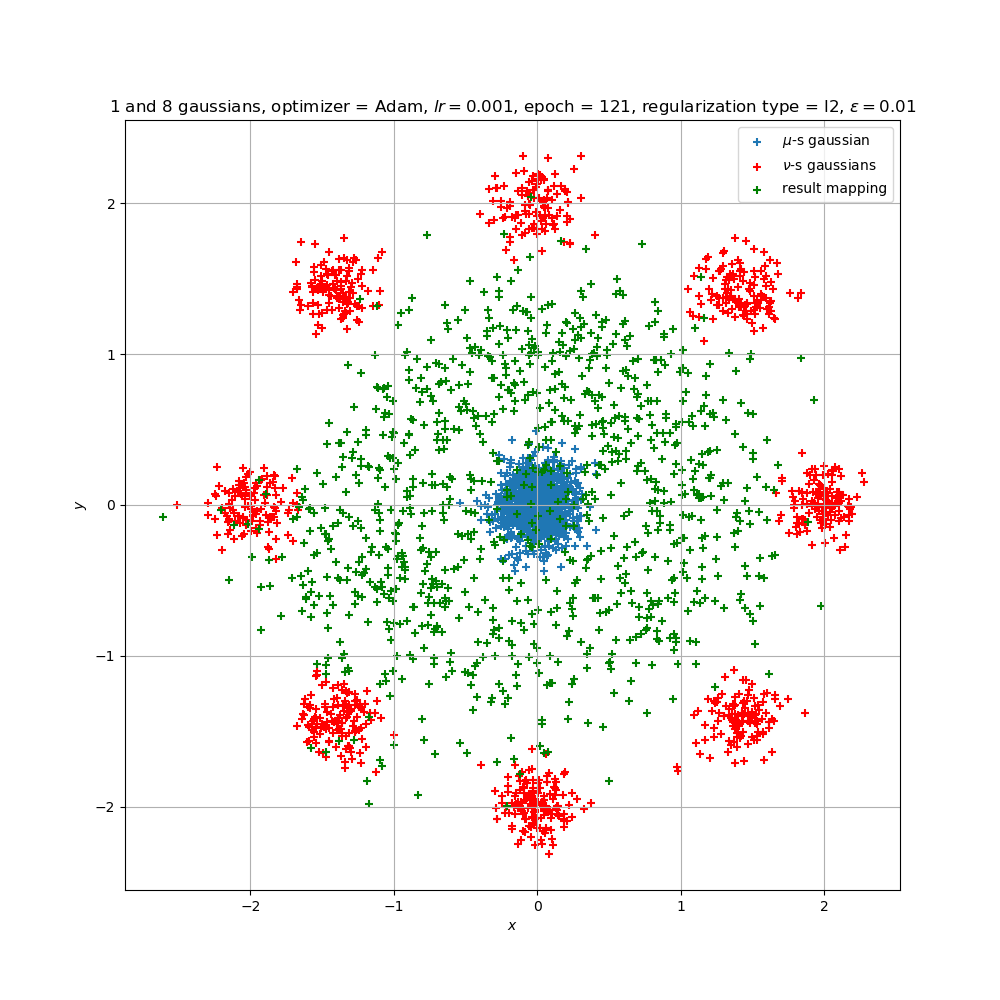 1 and 8 gaussians, optimizer = Adam, lr = 0.001, epoch = 121, regularization type = l2, ε = 0.01
μ-s gaussian
ν-s gaussians
result mapping
2
1
0
−1
−2
y
−2 −1 0 1 2
x